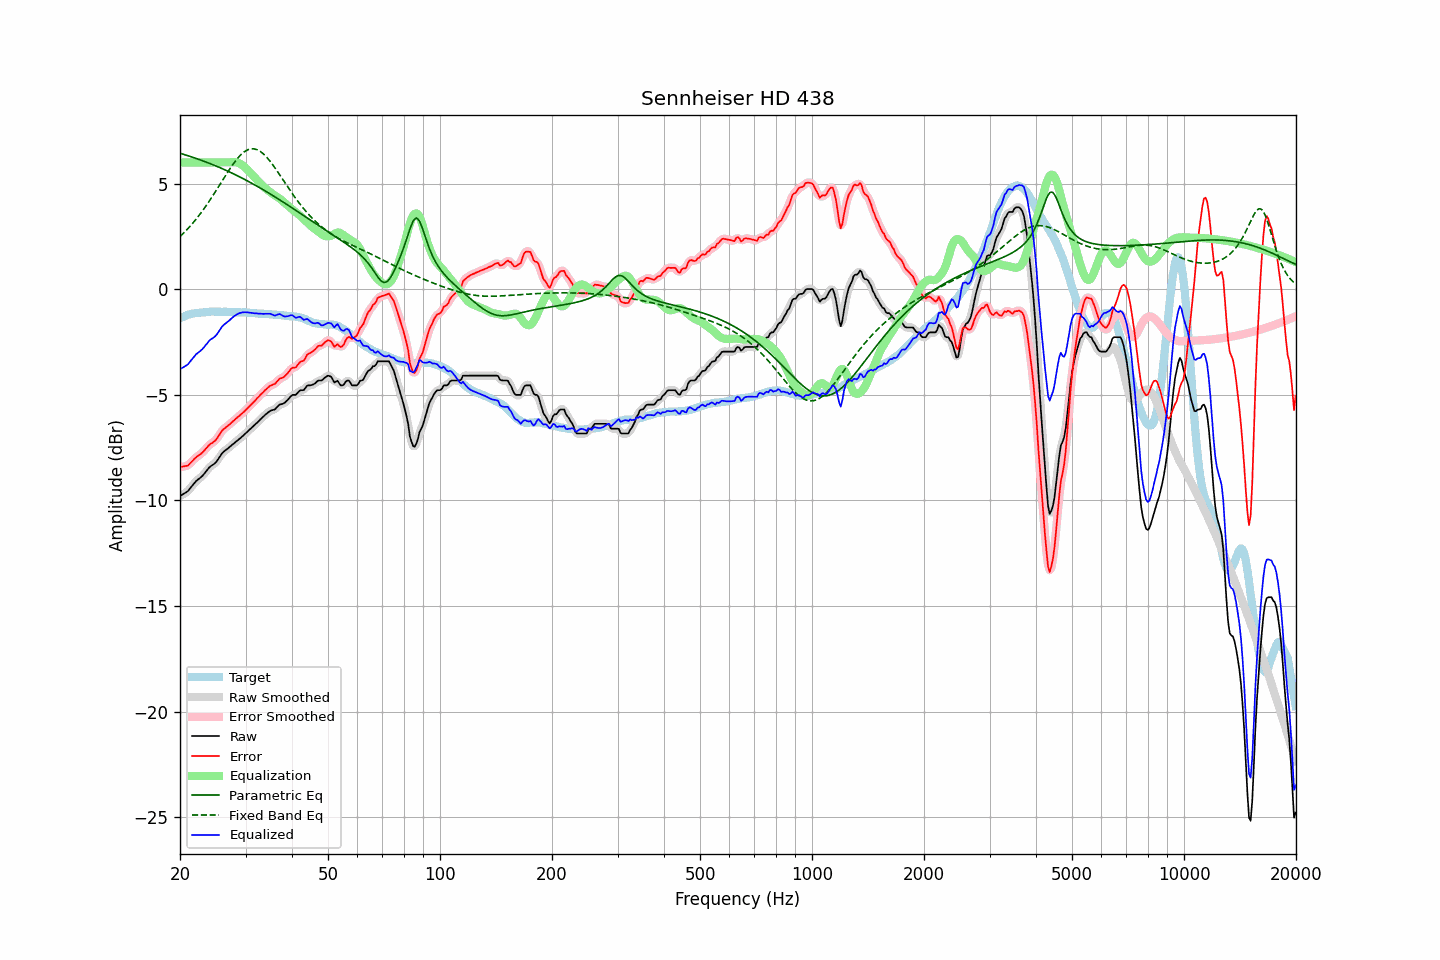 Sennheiser HD 438
5
0
−5
−10
−15
−20
−25
Amplitude (dBr)
Target
Raw Smoothed
Error Smoothed
Raw
Error
Equalization
Parametric Eq
Fixed Band Eq
Equalized
20 50 100 200 500 1000 2000 5000 10000 20000
Frequency (Hz)